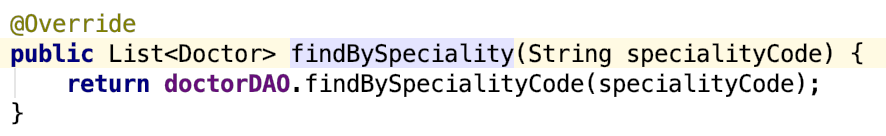 @Override
public List<Doctor> findBySpeciality(String specialityCode) {
    return doctorDAO.findBySpecialityCode(specialityCode);
}